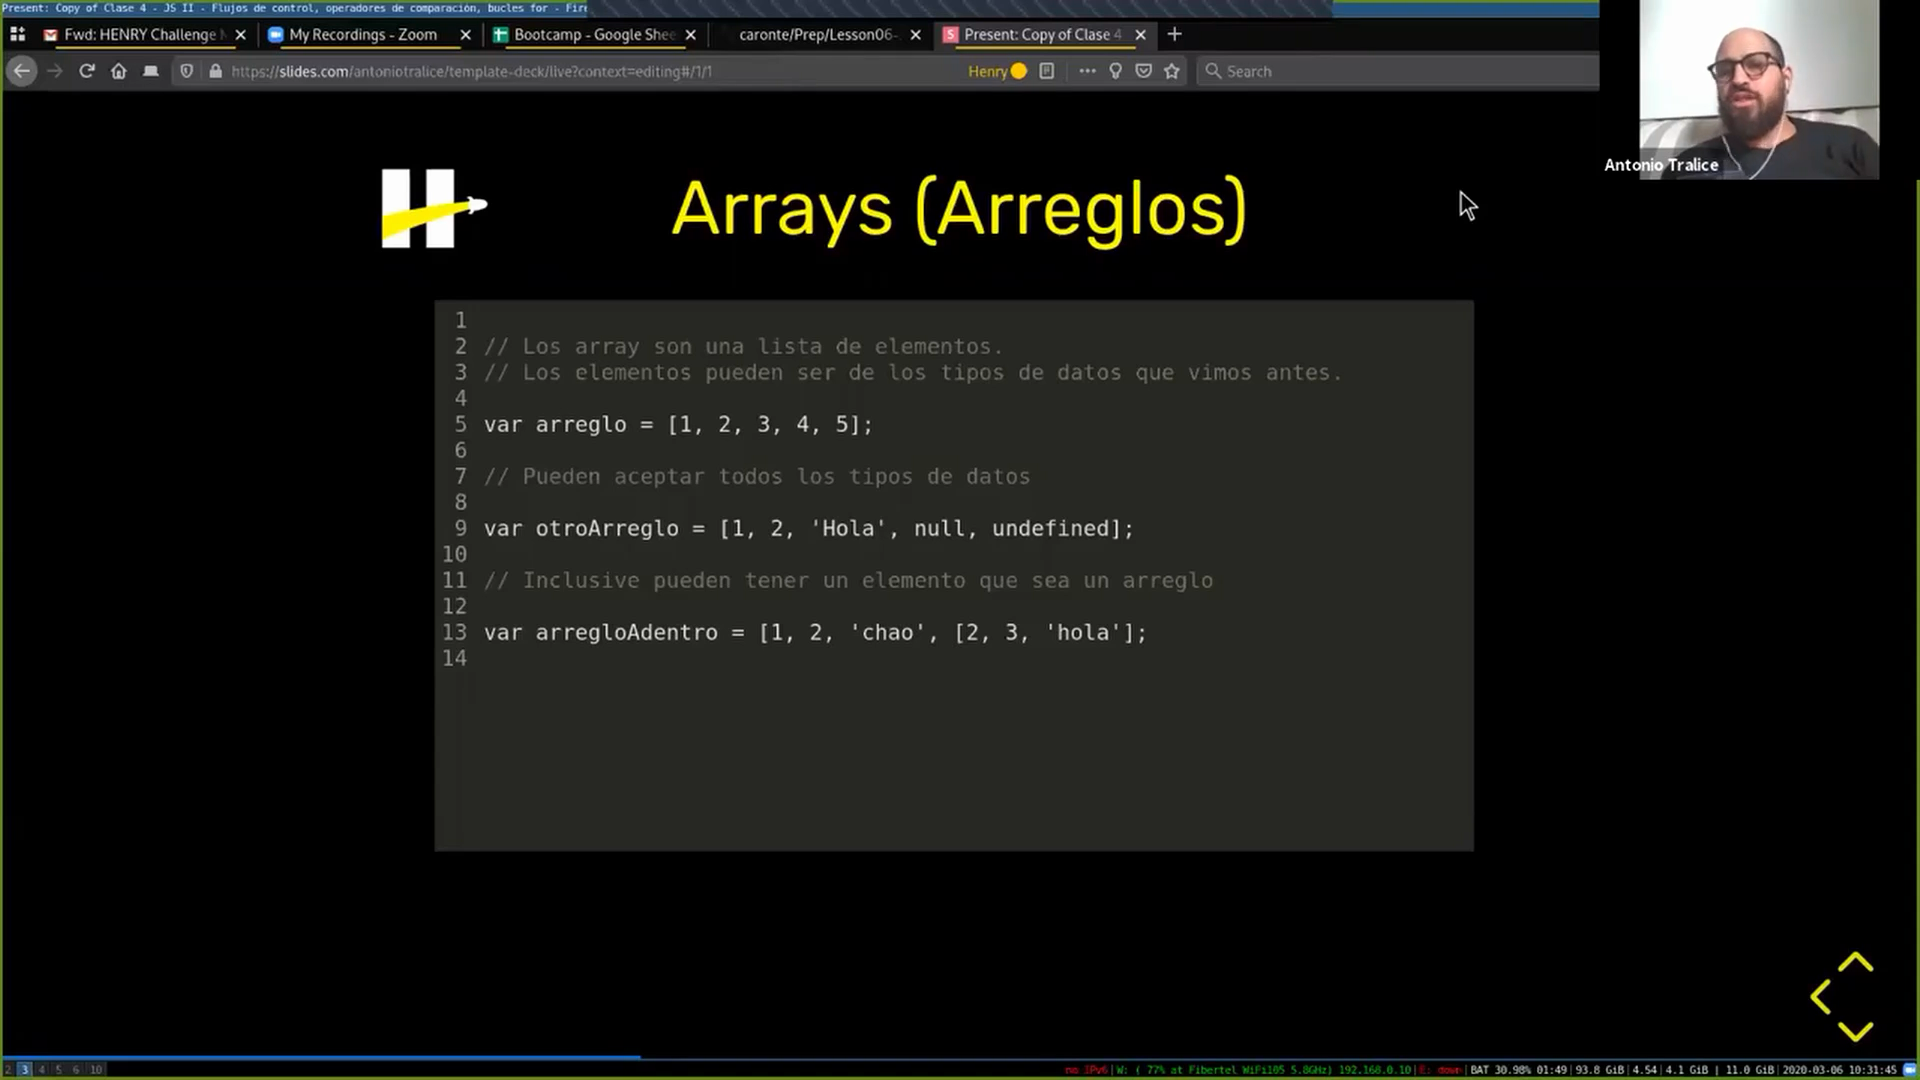 Present: Copy of Clase 4 - JS II - Flujos de control, operadores de comparación, bucles for - Fire
Fwd: HENRY Challenge
My Recordings - Zoom
Bootcamp - Google Shee
caronte/Prep/Lesson06-
Present: Copy of Clase 4
https://slides.com/antoniotralice/template-deck/live?context=editing#/1/1
Henry
Search
Antonio Tralice
H
Arrays (Arreglos)
1
2 // Los array son una lista de elementos.
3 // Los elementos pueden ser de los tipos de datos que vimos antes.
4
5 var arreglo = [1, 2, 3, 4, 5];
6
7 // Pueden aceptar todos los tipos de datos
8
9 var otroArreglo = [1, 2, 'Hola', null, undefined];
10
11 // Inclusive pueden tener un elemento que sea un arreglo
12
13 var arregloAdentro = [1, 2, 'chao', [2, 3, 'hola'];
14
2 3 4 5 6 10
no IPv6|W: ( 77% at Fibertel WiFi105 5.8GHz) 192.168.0.10|E: down|BAT 30.98% 01:49|93.8 GiB|4.54|4.1 GiB | 11.0 GiB|2020-03-06 10:31:45